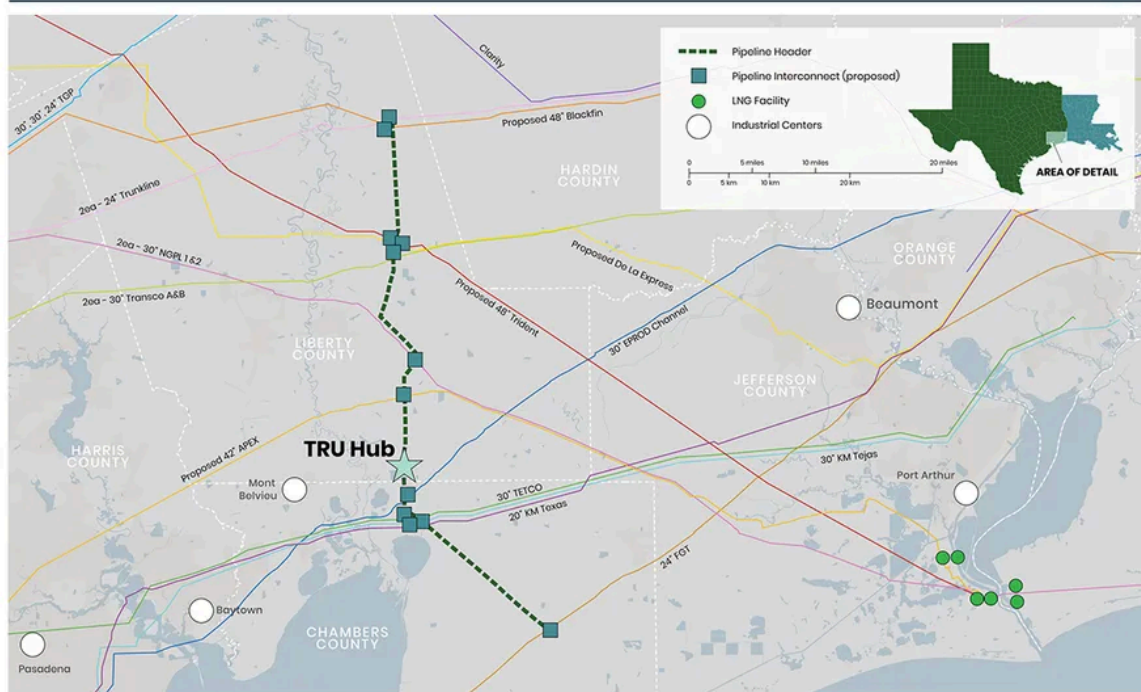 Pipeline Header
Pipeline Interconnect (proposed)
LNG Facility
Industrial Centers
0
5 miles
10 miles
20 miles
0
5 km
10 km
20 km
AREA OF DETAIL
Clarity
30", 30", 24" TGP
Proposed 48" Blackfin
HARDIN
COUNTY
2ea - 24" Trunkline
2ea - 30" NGPL 1 & 2
ORANGE
COUNTY
Proposed De La Express
2ea - 30" Transco A&B
Proposed 48" Trident
Beaumont
30" EPROD Channel
LIBERTY
COUNTY
JEFFERSON
COUNTY
HARRIS
COUNTY
Proposed 42" APEX
TRU Hub
30" KM Tejas
Mont
Belvieu
Port Arthur
30" TETCO
20" KM Texas
24" FGT
Baytown
CHAMBERS
COUNTY
Pasadena